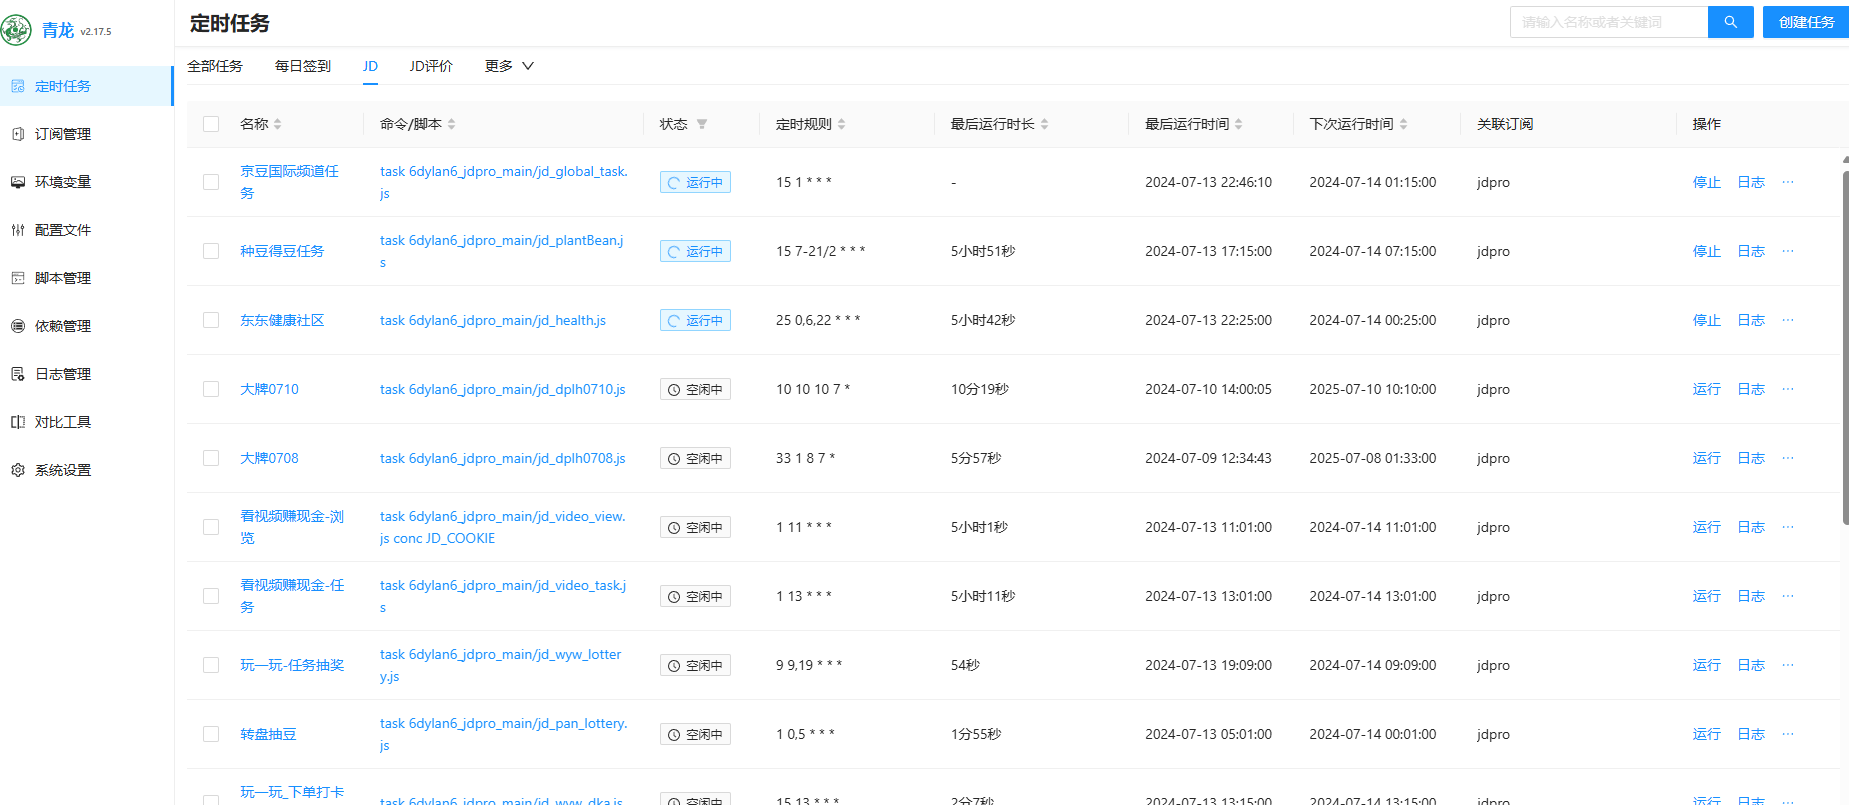 青龙 v2.17.5
定时任务
请输入名称或者关键词
创建任务
定时任务
订阅管理
环境变量
配置文件
脚本管理
依赖管理
日志管理
对比工具
系统设置
全部任务 每日签到 JD JD评价 更多
名称 命令/脚本 状态 定时规则 最后运行时长 最后运行时间 下次运行时间 关联订阅 操作
京豆国际频道任 task 6dylan6_jdpro_main/jd_global_task. 运行中 15 1 * * * - 2024-07-13 22:46:10 2024-07-14 01:15:00 jdpro 停止 日志 ···
务 js
种豆得豆任务 task 6dylan6_jdpro_main/jd_plantBean.j 运行中 15 7-21/2 * * * 5小时51秒 2024-07-13 17:15:00 2024-07-14 07:15:00 jdpro 停止 日志 ···
s
东东健康社区 task 6dylan6_jdpro_main/jd_health.js 运行中 25 0,6,22 * * * 5小时42秒 2024-07-13 22:25:00 2024-07-14 00:25:00 jdpro 停止 日志 ···
大牌0710 task 6dylan6_jdpro_main/jd_dplh0710.js 空闲中 10 10 10 7 * 10分19秒 2024-07-10 14:00:05 2025-07-10 10:10:00 jdpro 运行 日志 ···
大牌0708 task 6dylan6_jdpro_main/jd_dplh0708.js 空闲中 33 1 8 7 * 5分57秒 2024-07-09 12:34:43 2025-07-08 01:33:00 jdpro 运行 日志 ···
看视频赚现金-浏 task 6dylan6_jdpro_main/jd_video_view. 空闲中 1 11 * * * 5小时1秒 2024-07-13 11:01:00 2024-07-14 11:01:00 jdpro 运行 日志 ···
览 js conc JD_COOKIE
看视频赚现金-任 task 6dylan6_jdpro_main/jd_video_task.j 空闲中 1 13 * * * 5小时11秒 2024-07-13 13:01:00 2024-07-14 13:01:00 jdpro 运行 日志 ···
务 s
玩一玩-任务抽奖 task 6dylan6_jdpro_main/jd_wyw_lotter 空闲中 9 9,19 * * * 54秒 2024-07-13 19:09:00 2024-07-14 09:09:00 jdpro 运行 日志 ···
y.js
转盘抽豆 task 6dylan6_jdpro_main/jd_pan_lottery. 空闲中 1 0,5 * * * 1分55秒 2024-07-13 05:01:00 2024-07-14 00:01:00 jdpro 运行 日志 ···
js
玩一玩_下单打卡 task 6dylan6_jdpro_main/jd_wyw_dka.js 空闲中 15 13 * * * 2分7秒 2024-07-13 13:15:00 2024-07-14 13:15:00 jdpro 运行 日志